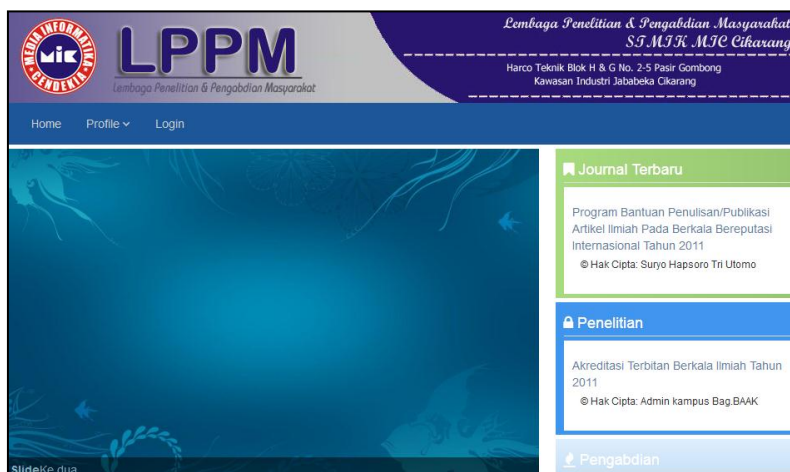 MEDIA INFORMATIKA
MIC
CENDEKIA
LPPM
Lembaga Penelitian & Pengabdian Masyarakat
Lembaga Penelitian & Pengabdian Masyarakat
STMIK MIC Cikarang
Harco Teknik Blok H & G No. 2-5 Pasir Gombong
Kawasan Industri Jababeka Cikarang
Home Profile Login
SlideKe dua
Journal Terbaru
Program Bantuan Penulisan/Publikasi
Artikel Ilmiah Pada Berkala Bereputasi
Internasional Tahun 2011
© Hak Cipta: Suryo Hapsoro Tri Utomo
Penelitian
Akreditasi Terbitan Berkala Ilmiah Tahun
2011
© Hak Cipta: Admin kampus Bag.BAAK
Pengabdian